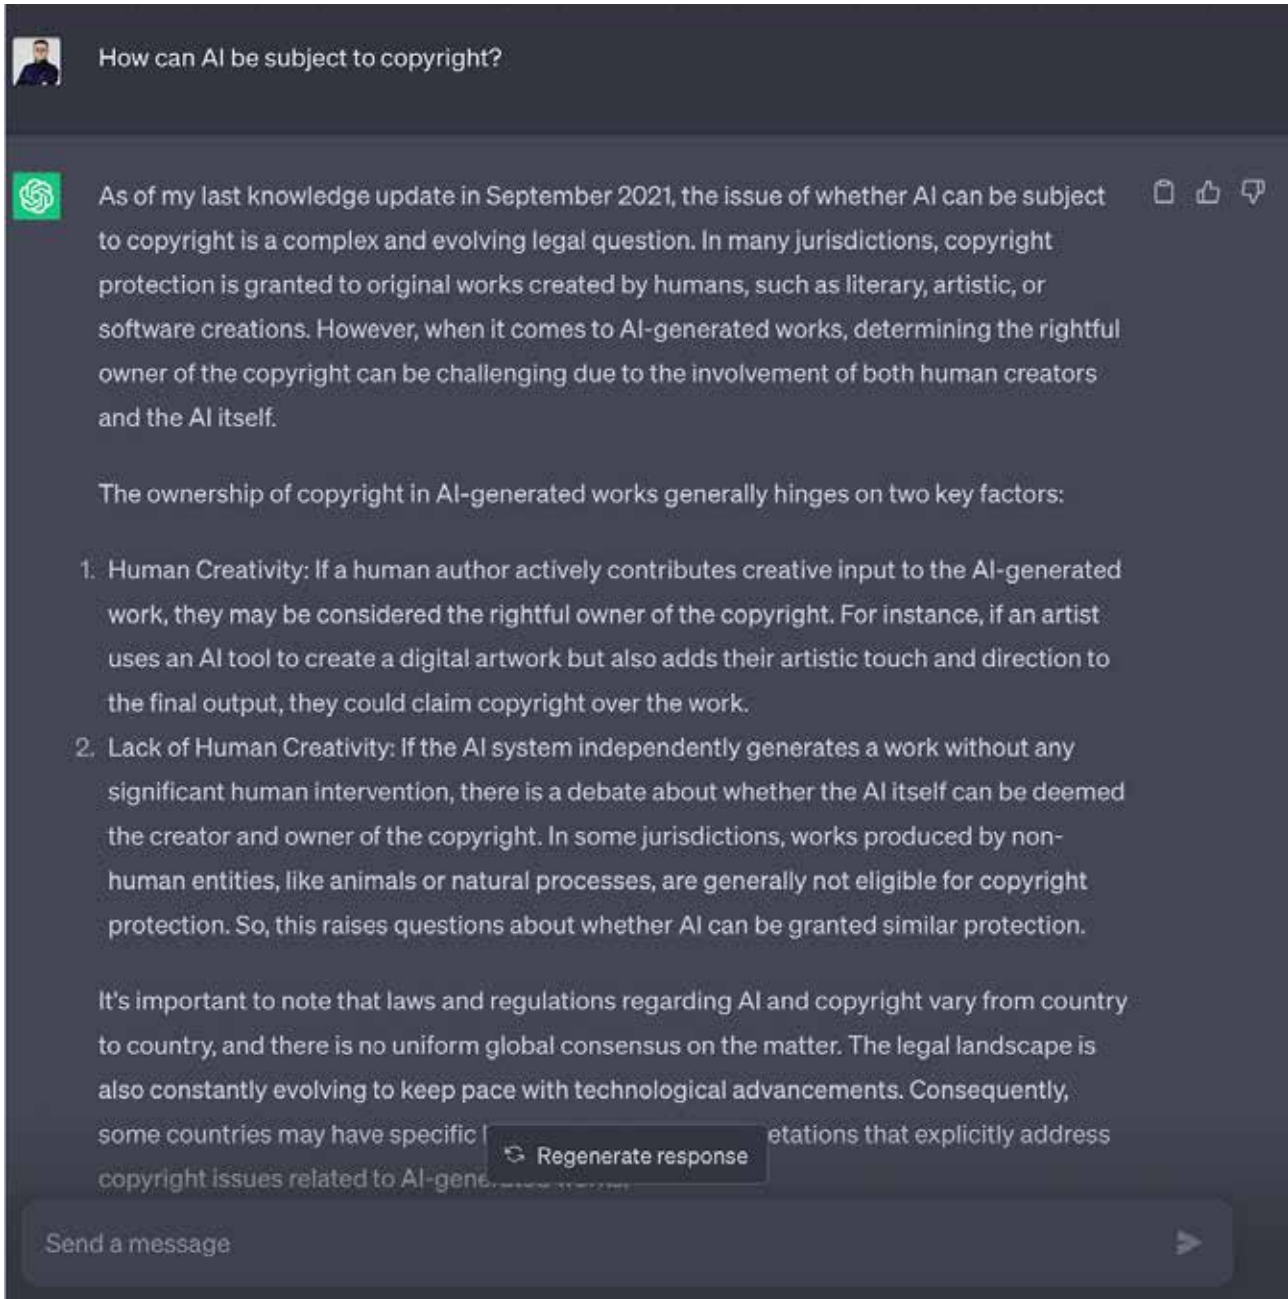 How can AI be subject to copyright?
As of my last knowledge update in September 2021, the issue of whether AI can be subject
to copyright is a complex and evolving legal question. In many jurisdictions, copyright
protection is granted to original works created by humans, such as literary, artistic, or
software creations. However, when it comes to AI-generated works, determining the rightful
owner of the copyright can be challenging due to the involvement of both human creators
and the AI itself.
The ownership of copyright in AI-generated works generally hinges on two key factors:
1. Human Creativity: If a human author actively contributes creative input to the AI-generated
work, they may be considered the rightful owner of the copyright. For instance, if an artist
uses an AI tool to create a digital artwork but also adds their artistic touch and direction to
the final output, they could claim copyright over the work.
2. Lack of Human Creativity: If the AI system independently generates a work without any
significant human intervention, there is a debate about whether the AI itself can be deemed
the creator and owner of the copyright. In some jurisdictions, works produced by non-
human entities, like animals or natural processes, are generally not eligible for copyright
protection. So, this raises questions about whether AI can be granted similar protection.
It's important to note that laws and regulations regarding AI and copyright vary from country
to country, and there is no uniform global consensus on the matter. The legal landscape is
also constantly evolving to keep pace with technological advancements. Consequently,
some countries may have specific etations that explicitly address
Regenerate response
copyright issues related to
Send a message